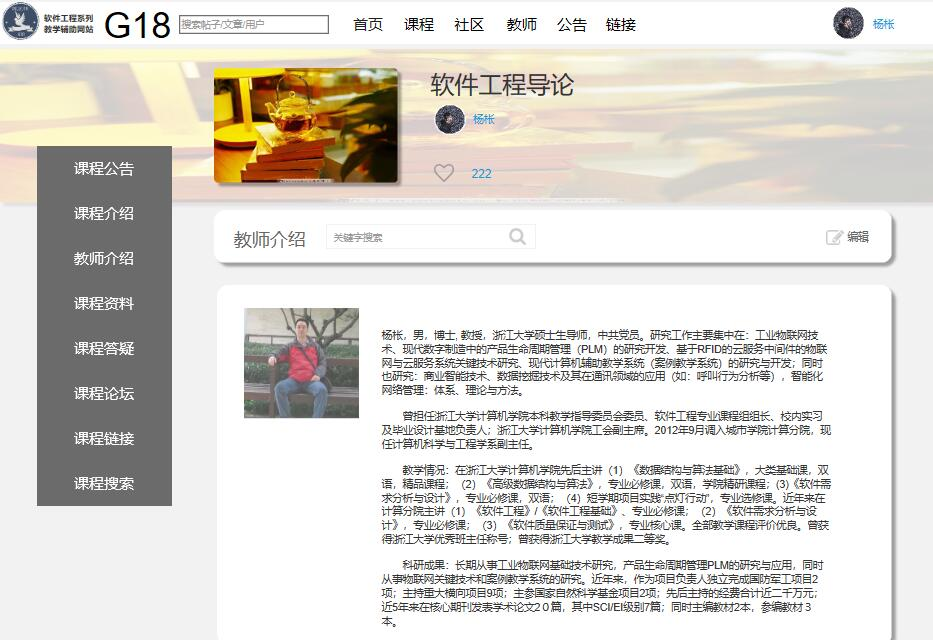 软件工程系列
教学辅助网站
G18
搜索帖子/文章/用户
首页 课程 社区 教师 公告 链接
杨枨
软件工程导论
杨枨
222
课程公告
课程介绍
教师介绍
课程资料
课程答疑
课程论坛
课程链接
课程搜索
教师介绍
关键字搜索
编辑
杨枨，男，博士, 教授，浙江大学硕士生导师，中共党员。研究工作主要集中在：工业物联网技
术、现代数字制造中的产品生命周期管理（PLM）的研究开发、基于RFID的云服务中间件的物联
网与云服务系统关键技术研究、现代计算机辅助教学系统（案例教学系统）的研究与开发；同时
也研究：商业智能技术、数据挖掘技术及其在通讯领域的应用（如：呼叫行为分析等），智能化
网络管理：体系、理论与方法。
曾担任浙江大学计算机学院本科教学指导委员会委员、软件工程专业课程组组长、校内实习
及毕业设计基地负责人；浙江大学计算机学院工会副主席。2012年9月调入城市学院计算分院，现
任计算机科学与工程学系副主任。
教学情况：在浙江大学计算机学院先后主讲（1）《数据结构与算法基础》，大类基础课，双
语，精品课程；（2）《高级数据结构与算法》，专业必修课，双语，学院精研课程；(3)《软件需
求分析与设计》，专业必修课，双语；（4）短学期项目实践“点灯行动”，专业选修课。近年来在
计算分院主讲（1）《软件工程》/《软件工程基础》、专业必修课；（2）《软件需求分析与设
计》，专业必修课；（3）《软件质量保证与测试》，专业核心课。全部教学课程评价优良。曾获
得浙江大学优秀班主任称号；曾获得浙江大学教学成果二等奖。
科研成果：长期从事工业物联网基础技术研究，产品生命周期管理PLM的研究与应用，同时
从事物联网关键技术和案例教学系统的研究。近年来，作为项目负责人独立完成国防军工项目2
项；主持重大横向项目9项；主参国家自然科学基金项目2项；先后主持的经费合计近二千万元；
近5年来在核心期刊发表学术论文2０篇，其中SCI/EI级别7篇；同时主编教材2本，参编教材３
本。